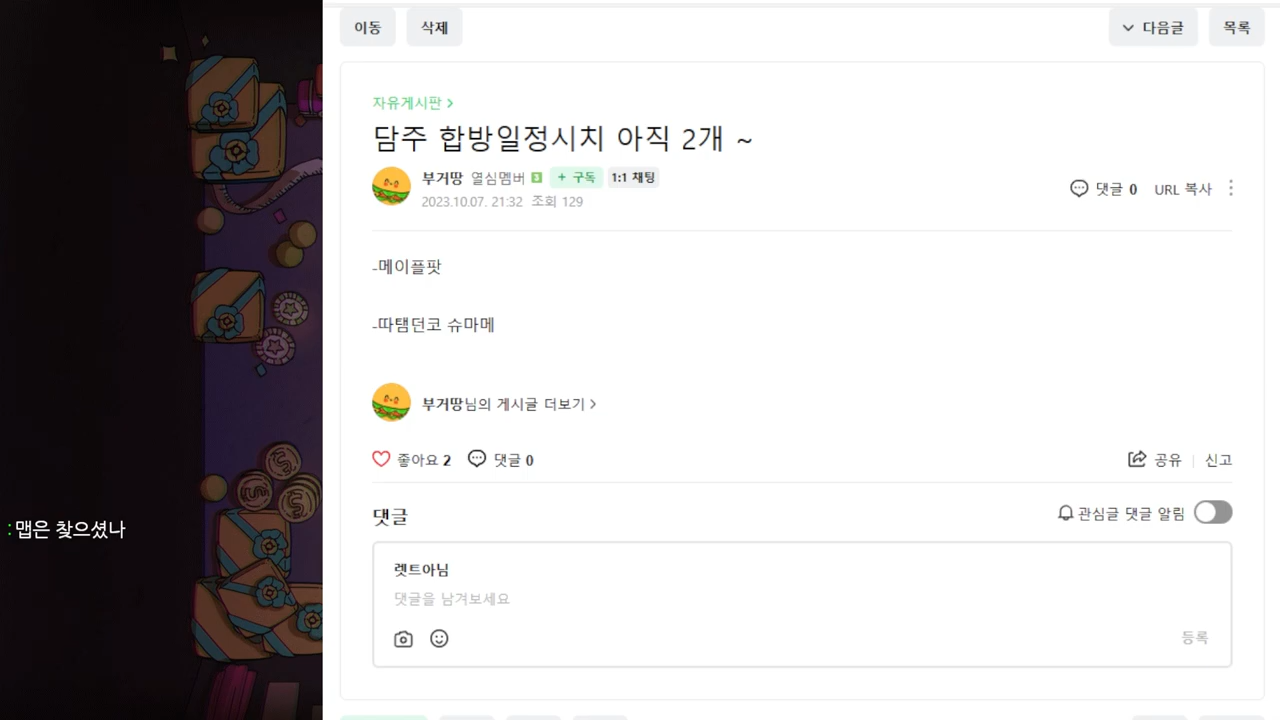 이동 삭제 다음글 목록
자유게시판 >
담주 합방일정시치 아직 2개 ~
부거땅 열심멤버 3 + 구독 1:1 채팅
2023.10.07. 21:32 조회 129
댓글 0 URL 복사
-메이플팟
-따탬던코 슈마메
부거땅님의 게시글 더보기 >
좋아요 2 댓글 0 공유 신고
: 맵은 찾으셨나
댓글 관심글 댓글 알림
렛트아님
댓글을 남겨보세요
등록